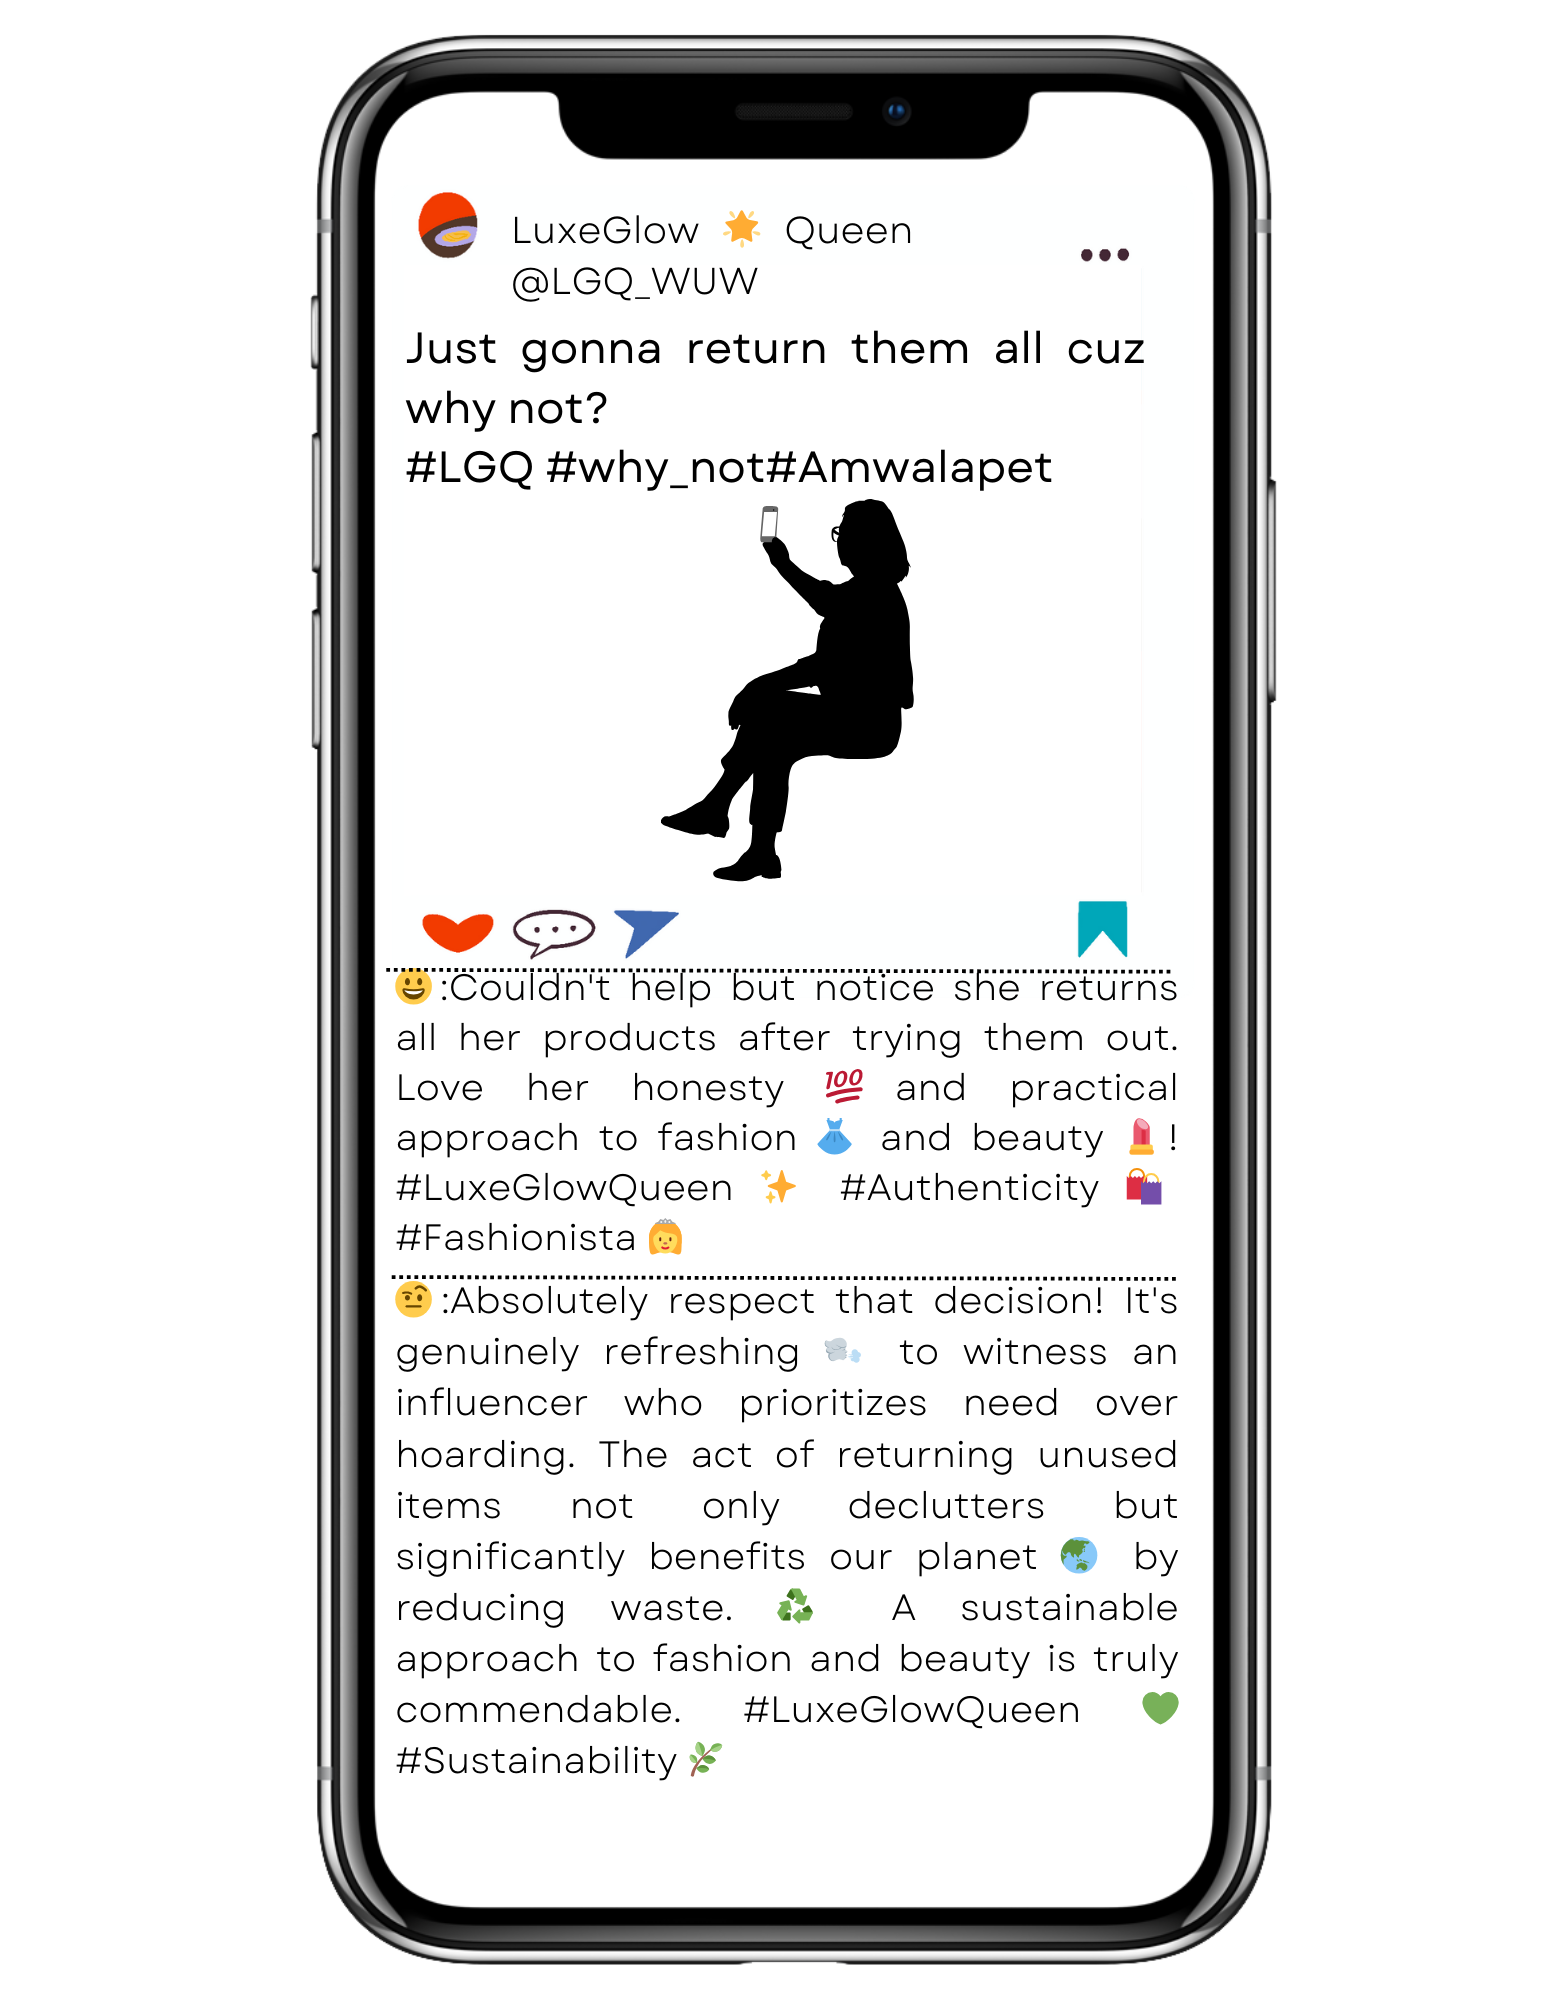 LuxeGlow 🌟 Queen
@LGQ_WUW
Just gonna return them all cuz
why not?
#LGQ #why_not#Amwalapet
😀:Couldn't help but notice she returns
all her products after trying them out.
Love her honesty 💯 and practical
approach to fashion 👗 and beauty 💄!
#LuxeGlowQueen ✨ #Authenticity 🛍️
#Fashionista 👸
🤨:Absolutely respect that decision! It's
genuinely refreshing 🌬️ to witness an
influencer who prioritizes need over
hoarding. The act of returning unused
items not only declutters but
significantly benefits our planet 🌏 by
reducing waste. ♻️ A sustainable
approach to fashion and beauty is truly
commendable. #LuxeGlowQueen 💚
#Sustainability 🌿